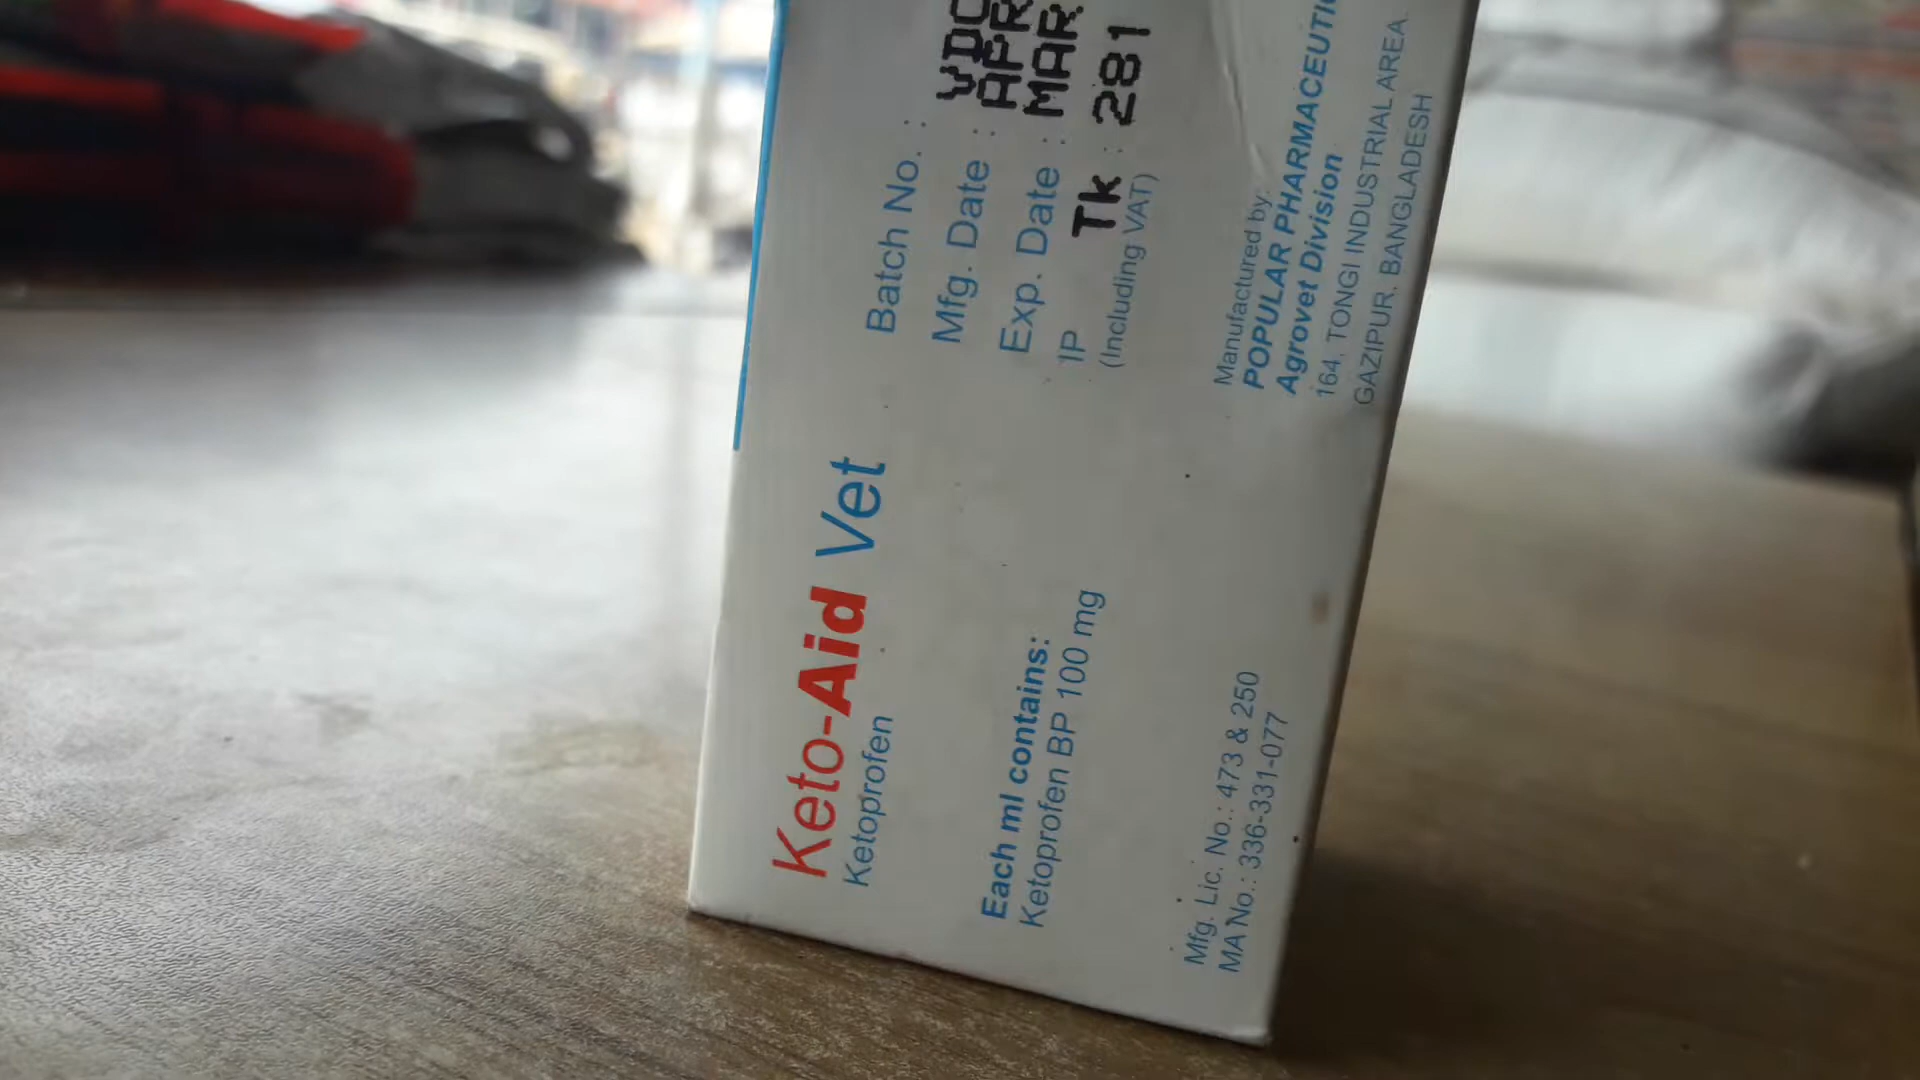 Keto-Aid Vet
Ketoprofen
Each ml contains:
Ketoprofen BP 100 mg
Mfg. Lic. No.: 473 & 250
MA No.: 336-331-077
Batch No. :
Mfg. Date : APR
Exp. Date : MAR
IP Tk : 281
(Including VAT)
Manufactured by:
POPULAR PHARMACEUTI
Agrovet Division
164, TONGI INDUSTRIAL AREA
GAZIPUR, BANGLADESH